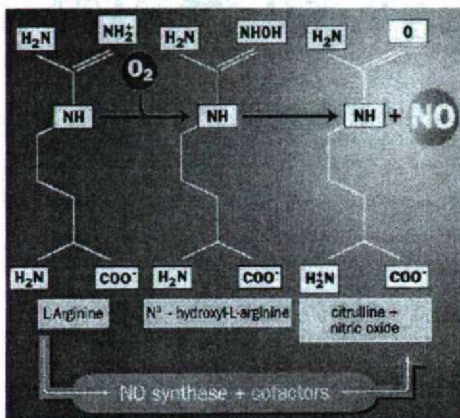 H₂N NH₂⁺ H₂N NHOH H₂N O
O₂
NH NH NH + NO
H₂N COO⁻ H₂N COO⁻ H₂N COO⁻
L-Arginine N³ - hydroxyl-L-arginine citrulline +
nitric oxide
NO synthase + cofactors